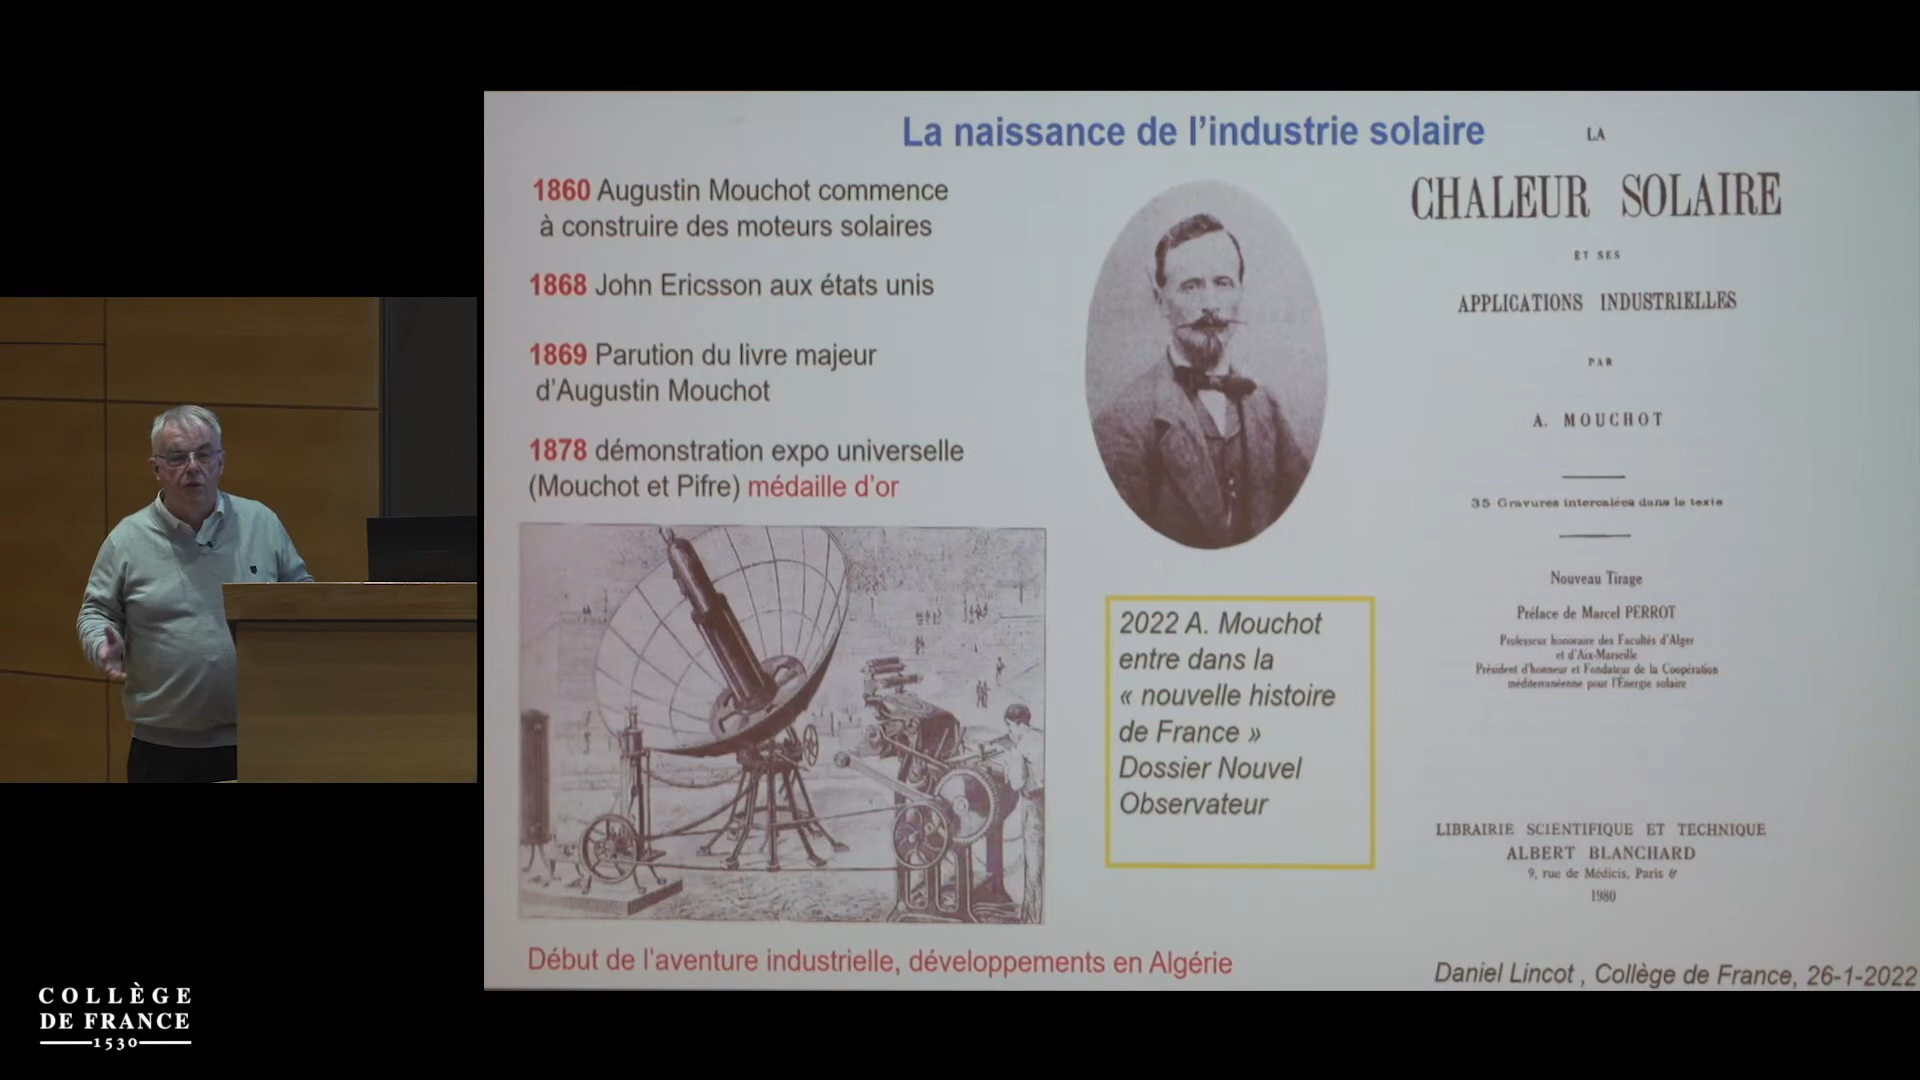 La naissance de l'industrie solaire
1860 Augustin Mouchot commence
à construire des moteurs solaires
1868 John Ericsson aux états unis
1869 Parution du livre majeur
d'Augustin Mouchot
1878 démonstration expo universelle
(Mouchot et Pifre) médaille d'or
2022 A. Mouchot
entre dans la
« nouvelle histoire
de France »
Dossier Nouvel
Observateur
LA
CHALEUR SOLAIRE
ET SES
APPLICATIONS INDUSTRIELLES
PAR
A. MOUCHOT
35 Gravures intercalées dans le texte
Nouveau Tirage
Préface de Marcel PERROT
Professeur honoraire des Facultés d'Alger
et d'Aix-Marseille
Président d'honneur et Fondateur de la Coopération
méditerranéenne pour l'Énergie solaire
LIBRAIRIE SCIENTIFIQUE ET TECHNIQUE
ALBERT BLANCHARD
9, rue de Médicis, Paris 6
1980
Début de l'aventure industrielle, développements en Algérie
Daniel Lincot , Collège de France, 26-1-2022
COLLÈGE
DE FRANCE
1530